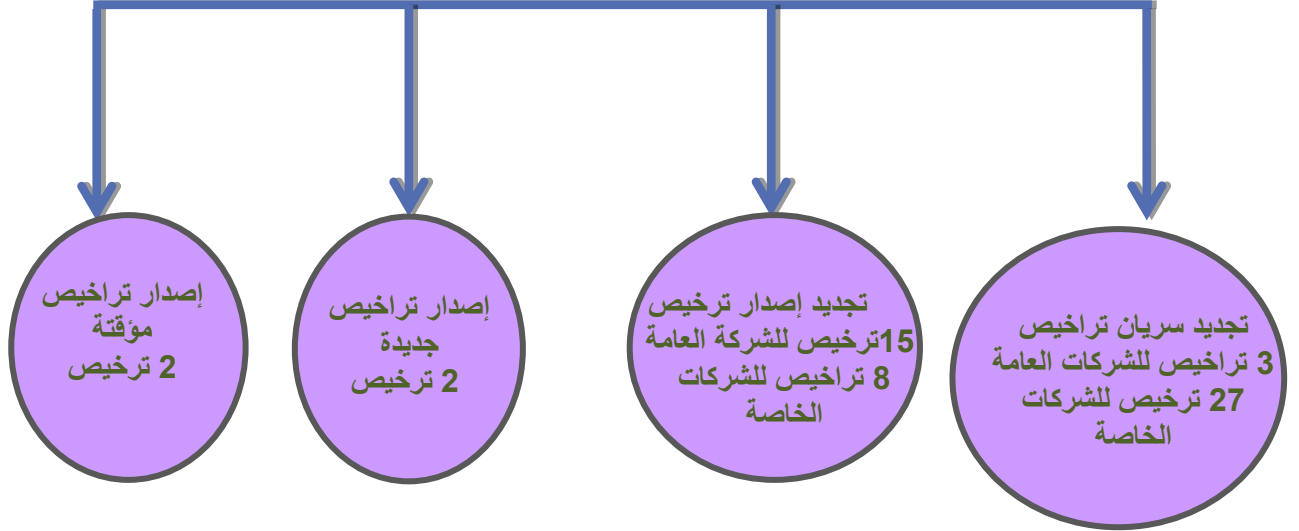 تجديد سريان تراخيص
3 تراخيص للشركات العامة
27 ترخيص للشركات
الخاصة
تجديد إصدار ترخيص
15ترخيص للشركة العامة
8 تراخيص للشركات
الخاصة
إصدار تراخيص
جديدة
2 ترخيص
إصدار تراخيص
مؤقتة
2 ترخيص